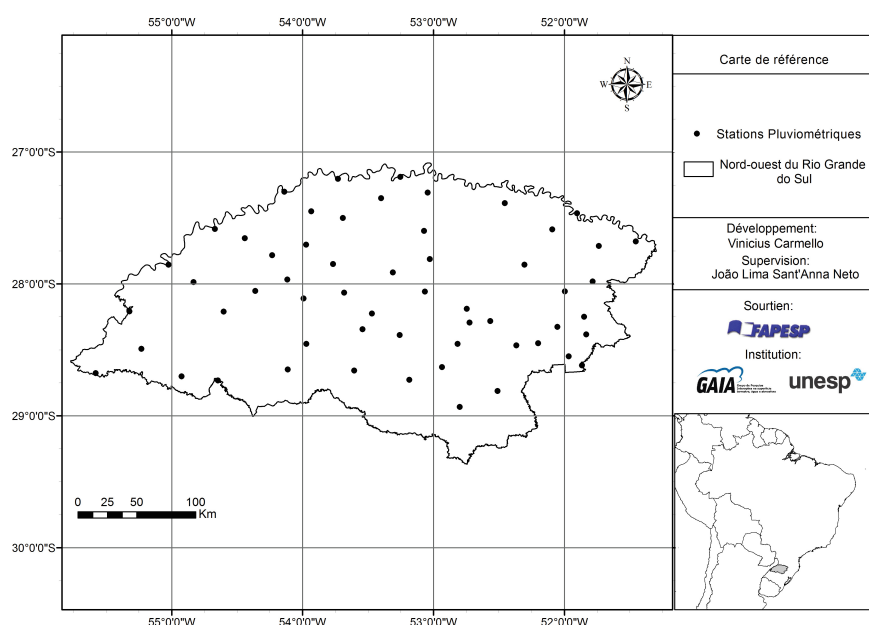 55°0'0"W 54°0'0"W 53°0'0"W 52°0'0"W
N
W E
S
27°0'0"S
28°0'0"S
29°0'0"S
30°0'0"S
0 25 50 100
Km
55°0'0"W 54°0'0"W 53°0'0"W 52°0'0"W
Carte de référence
Stations Pluviométriques
Nord-ouest du Rio Grande
do Sul
Développement:
Vinicius Carmello
Supervision:
João Lima Sant'Anna Neto
Soutien:
FAPESP
Institution:
GAIA
unesp